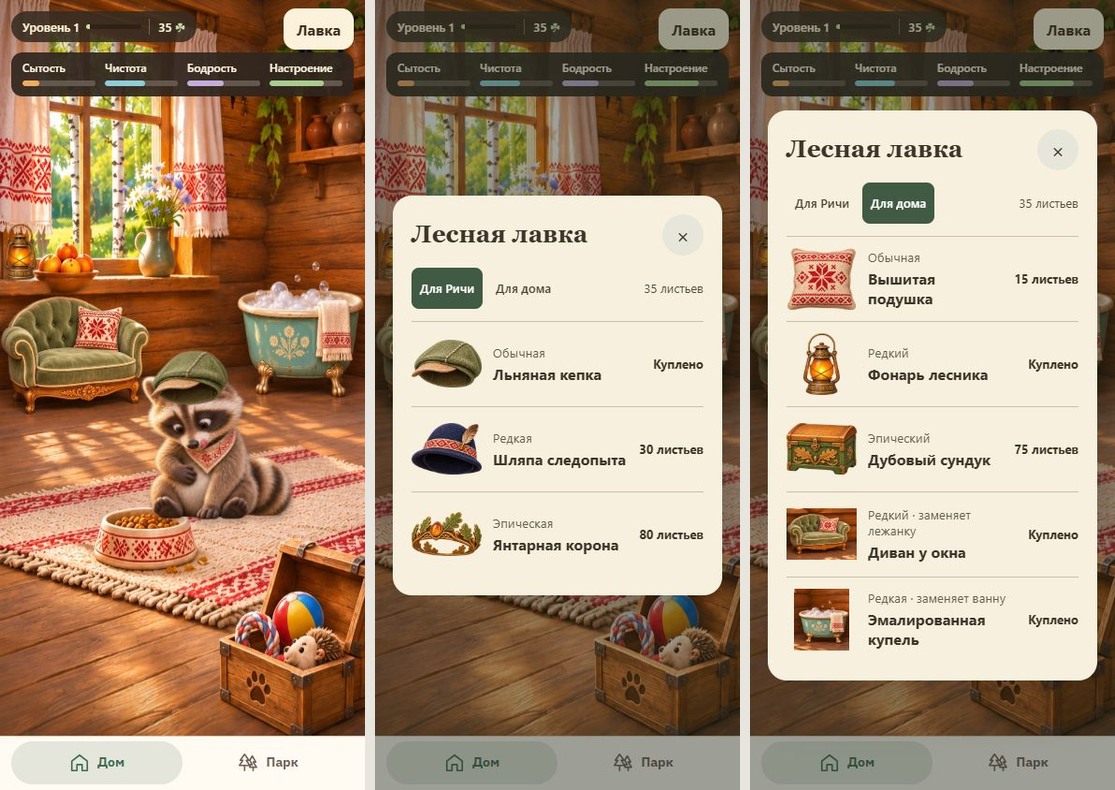 Уровень 1
35
Лавка
Сытость
Чистота
Бодрость
Настроение
Дом
Парк
Уровень 1
35
Лавка
Сытость
Чистота
Бодрость
Настроение
Лесная лавка
×
Для Ричи
Для дома
35 листьев
Обычная
Льняная кепка
Куплено
Редкая
Шляпа следопыта
30 листьев
Эпическая
Янтарная корона
80 листьев
Дом
Парк
Уровень 1
35
Лавка
Сытость
Чистота
Бодрость
Настроение
Лесная лавка
×
Для Ричи
Для дома
35 листьев
Обычная
Вышитая
подушка
15 листьев
Редкий
Фонарь лесника
Куплено
Эпический
Дубовый сундук
75 листьев
Редкий · заменяет
лежанку
Диван у окна
Куплено
Редкая · заменяет ванну
Эмалированная
купель
Куплено
Дом
Парк